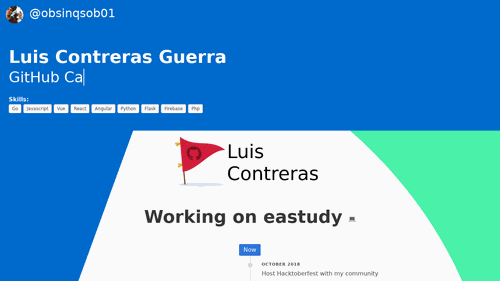 @obsinqsob01
Luis Contreras Guerra
GitHub Ca
Skills:
Go Javascript Vue React Angular Python Flask Firebase Php
Luis
Contreras
Working on eastudy
Now
OCTOBER 2018
Host Hacktoberfest with my community